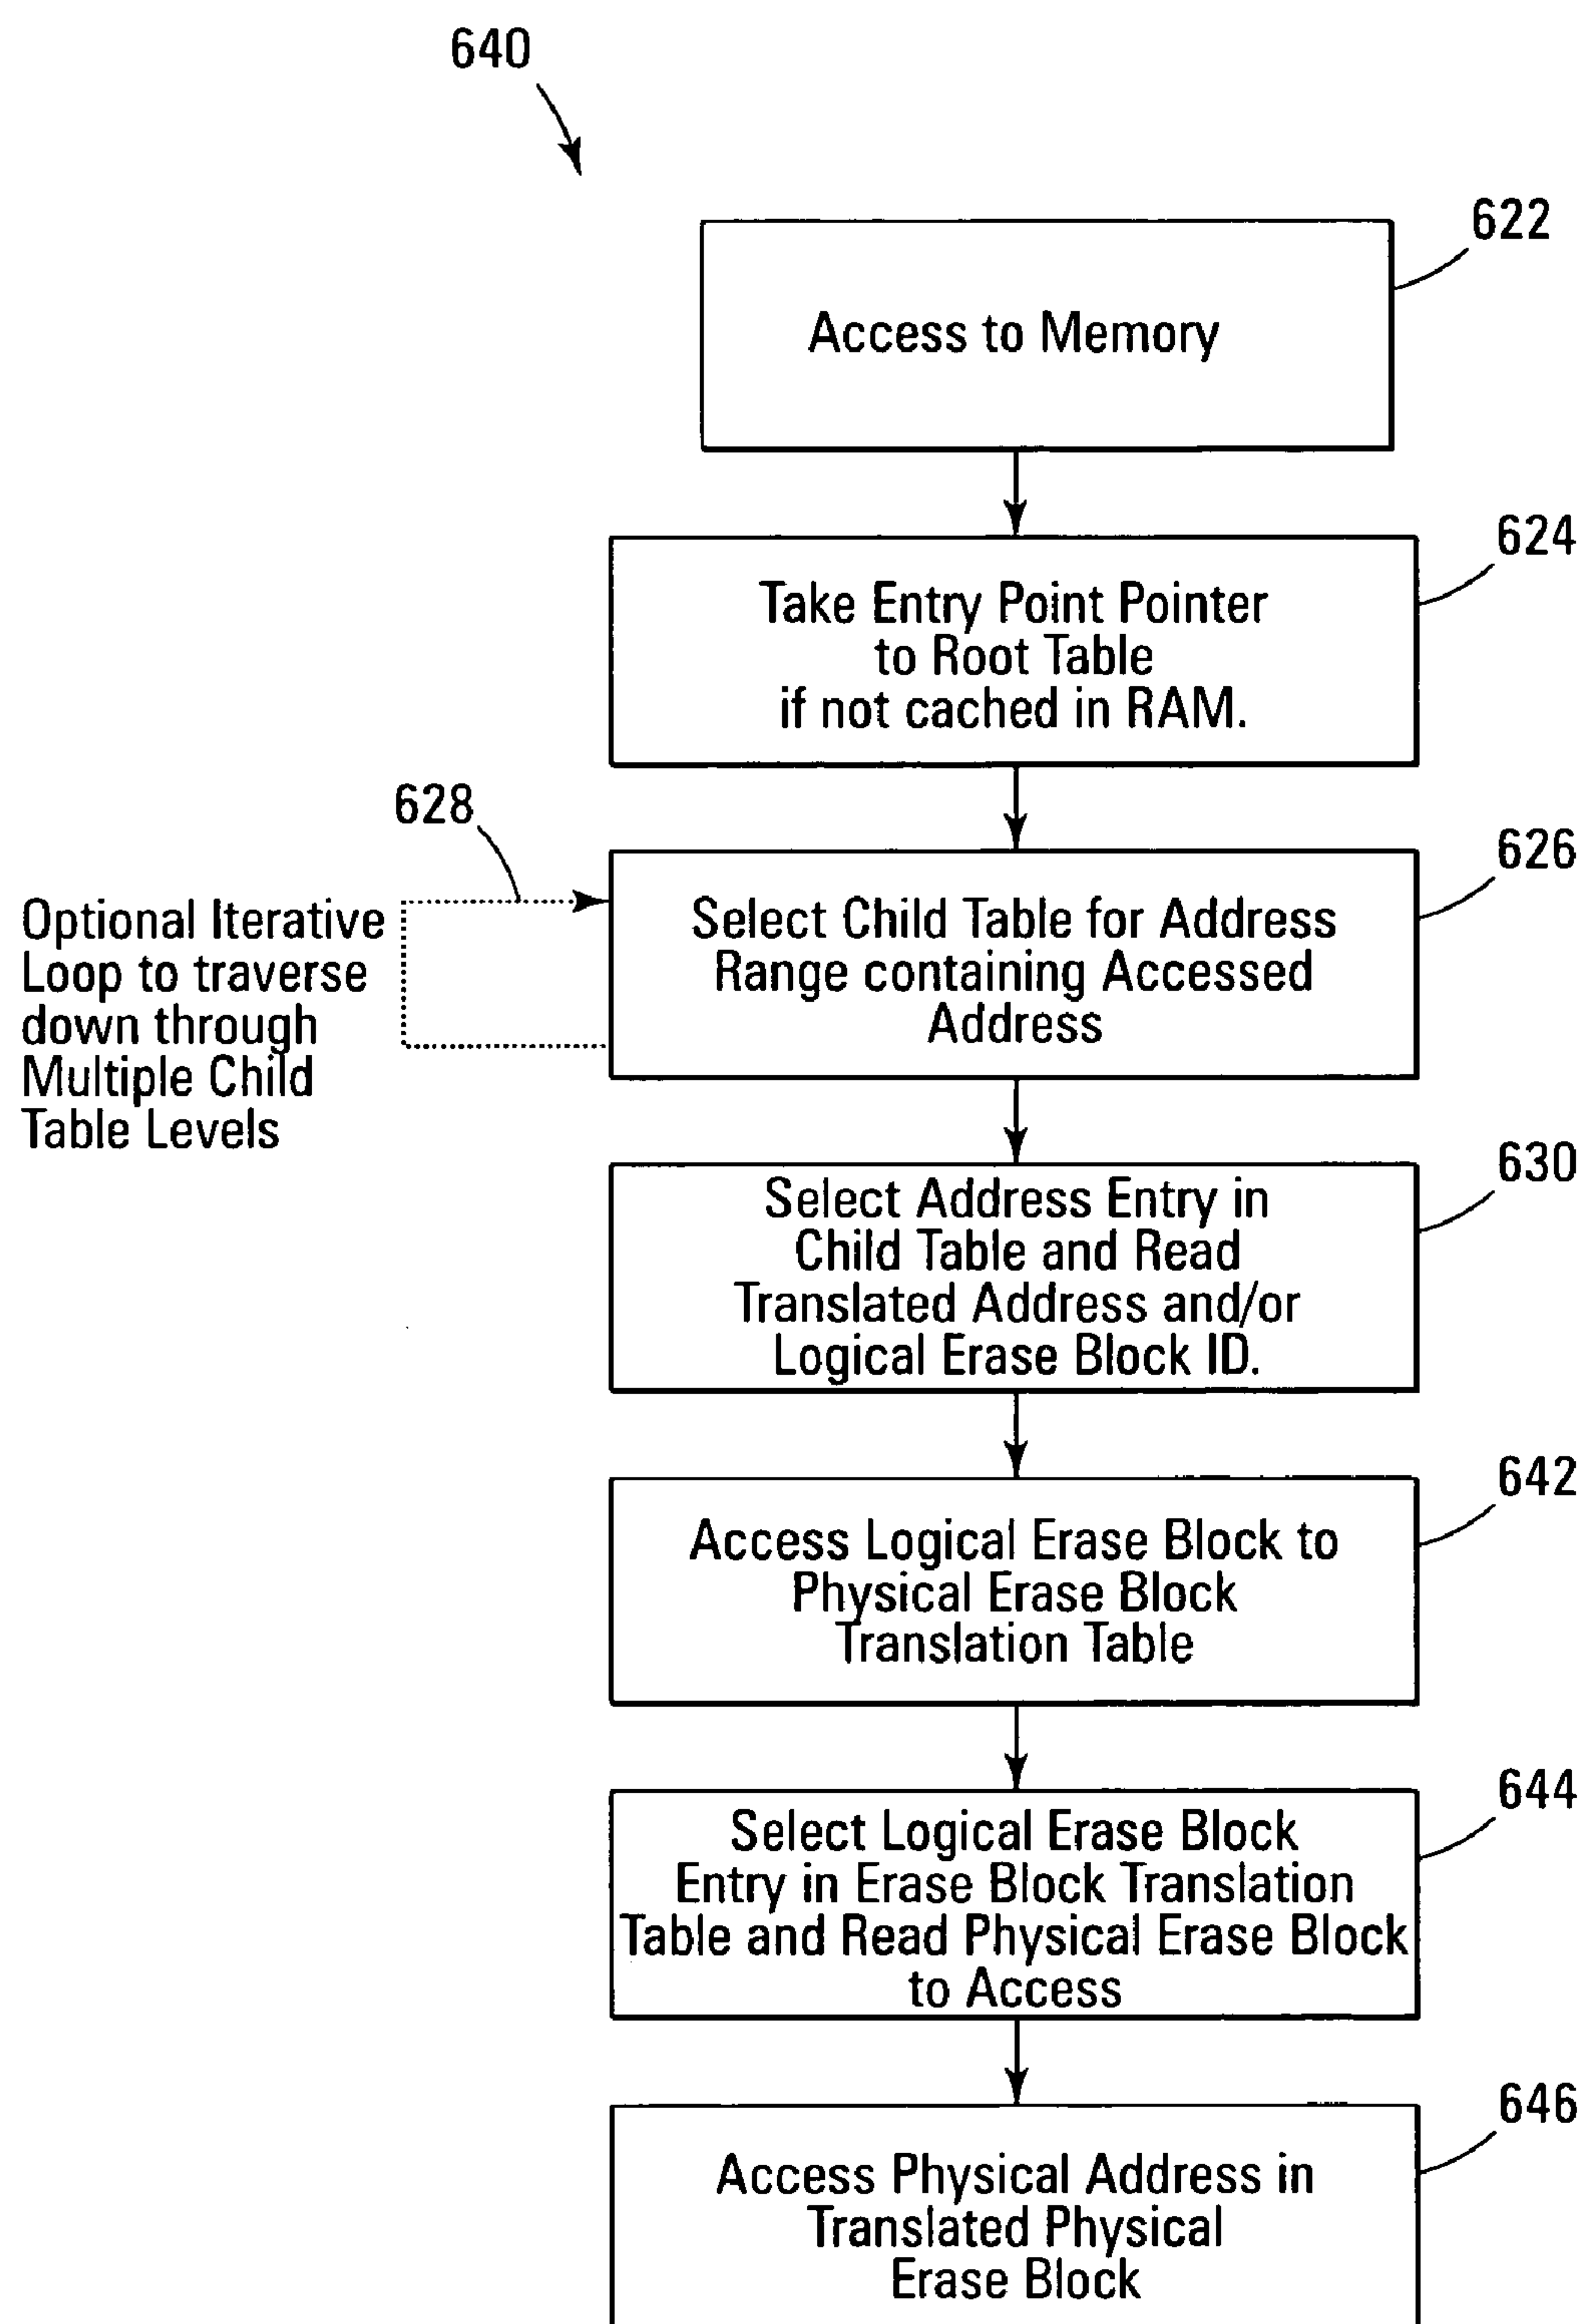 640
622
Access to Memory
624
Take Entry Point Pointer
to Root Table
if not cached in RAM.
628
626
Optional Iterative
Loop to traverse
down through
Multiple Child
Table Levels
Select Child Table for Address
Range containing Accessed
Address
630
Select Address Entry in
Child Table and Read
Translated Address and/or
Logical Erase Block ID.
642
Access Logical Erase Block to
Physical Erase Block
Translation Table
644
Select Logical Erase Block
Entry in Erase Block Translation
Table and Read Physical Erase Block
to Access
646
Access Physical Address in
Translated Physical
Erase Block